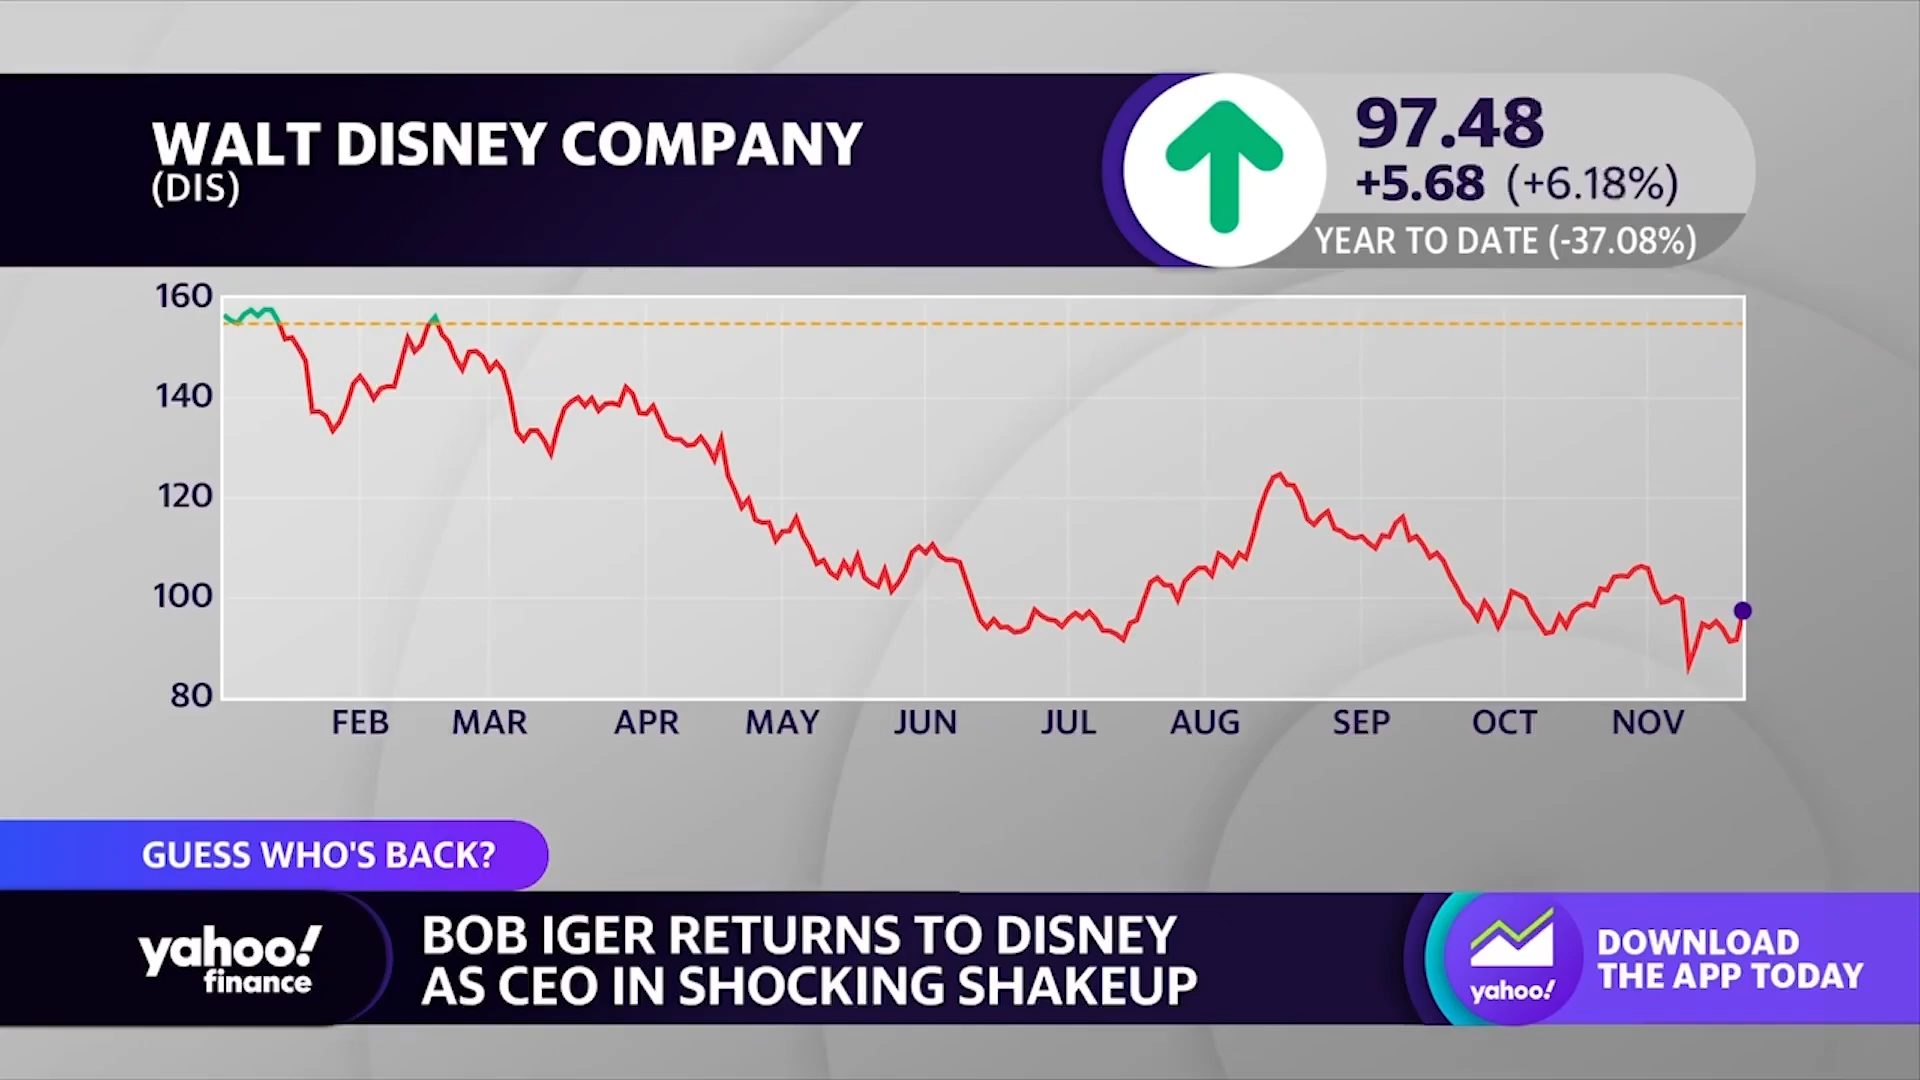 WALT DISNEY COMPANY
(DIS)
97.48
+5.68 (+6.18%)
YEAR TO DATE (-37.08%)
160
140
120
100
80
FEB MAR APR MAY JUN JUL AUG SEP OCT NOV
GUESS WHO'S BACK?
yahoo!
finance
BOB IGER RETURNS TO DISNEY
AS CEO IN SHOCKING SHAKEUP
yahoo!
DOWNLOAD
THE APP TODAY